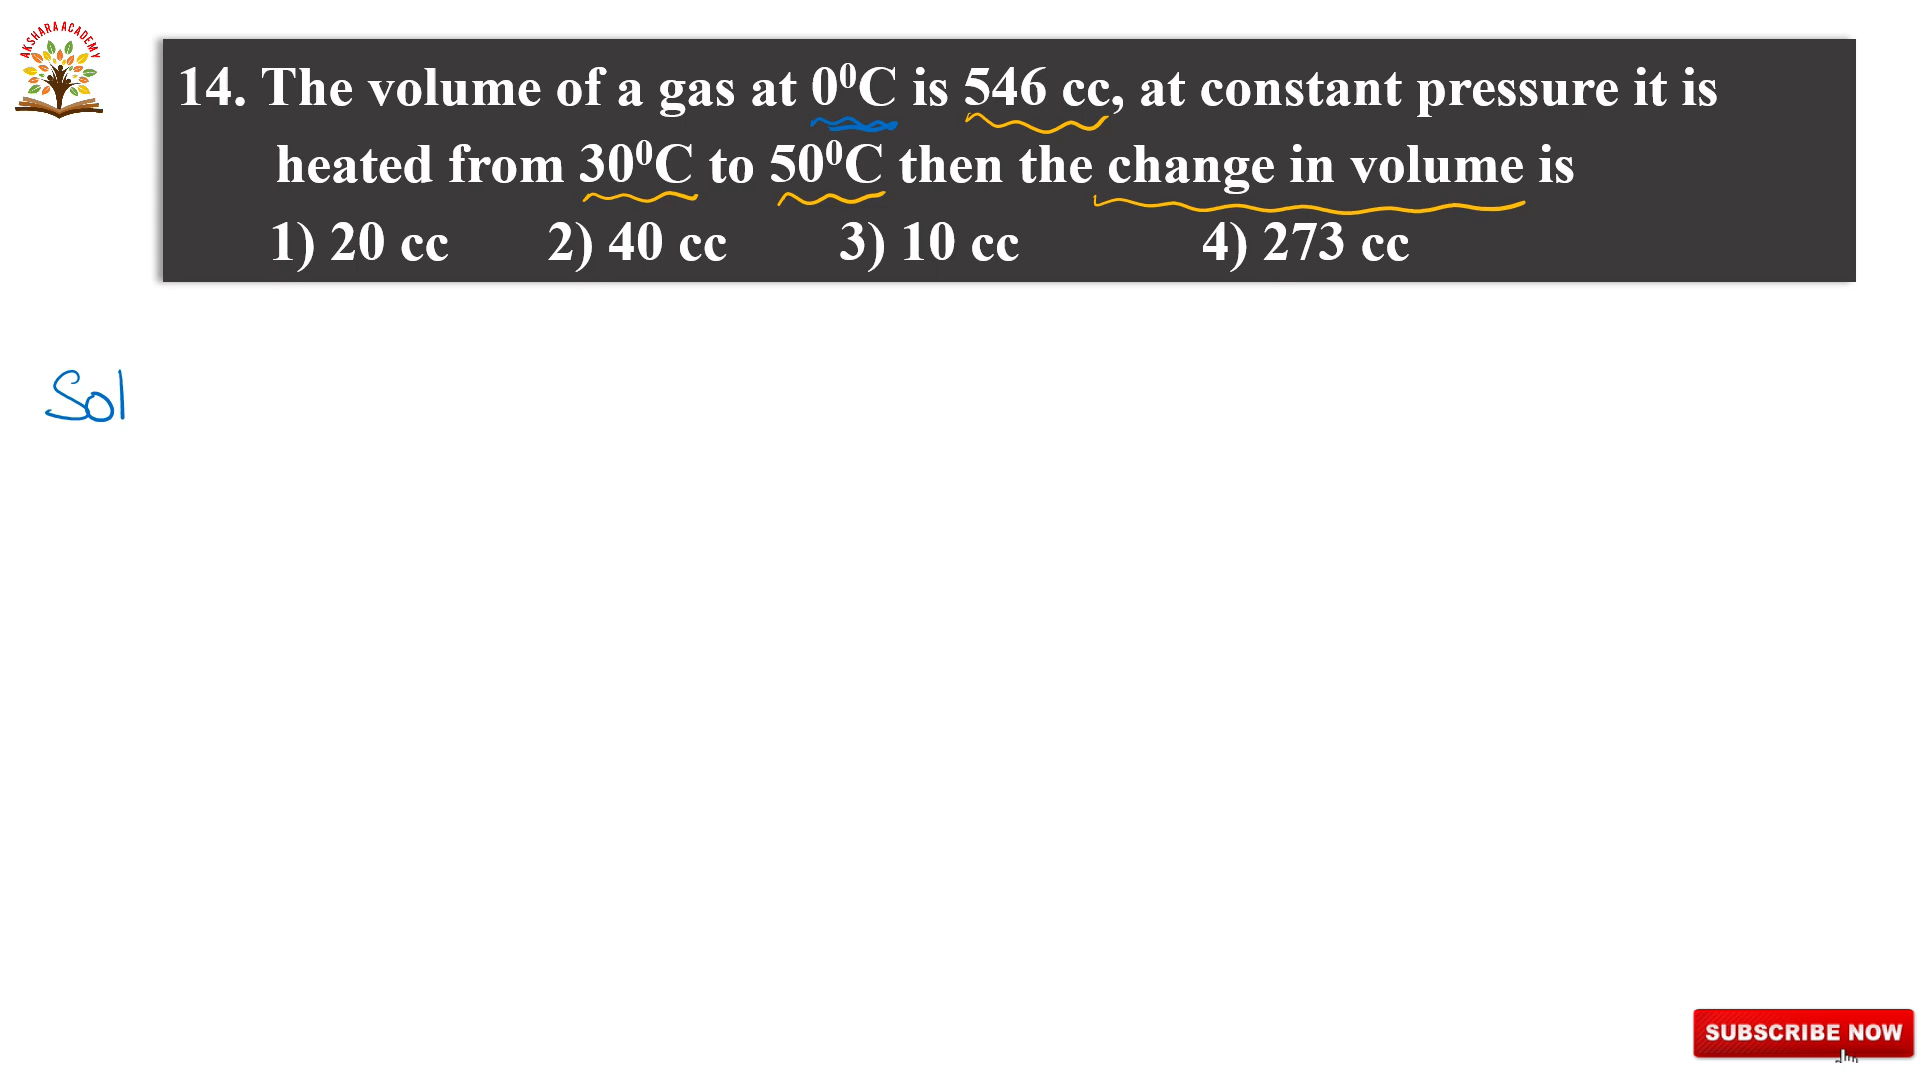 AKSHARA ACADEMY
14. The volume of a gas at 0⁰C is 546 cc, at constant pressure it is
heated from 30⁰C to 50⁰C then the change in volume is
1) 20 cc 2) 40 cc 3) 10 cc 4) 273 cc
Sol
SUBSCRIBE NOW